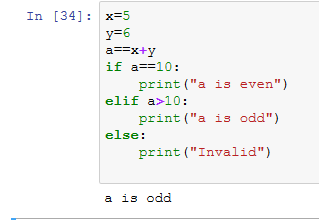 In [34]: x=5
y=6
a==x+y
if a==10:
    print("a is even")
elif a>10:
    print("a is odd")
else:
    print("Invalid")
a is odd